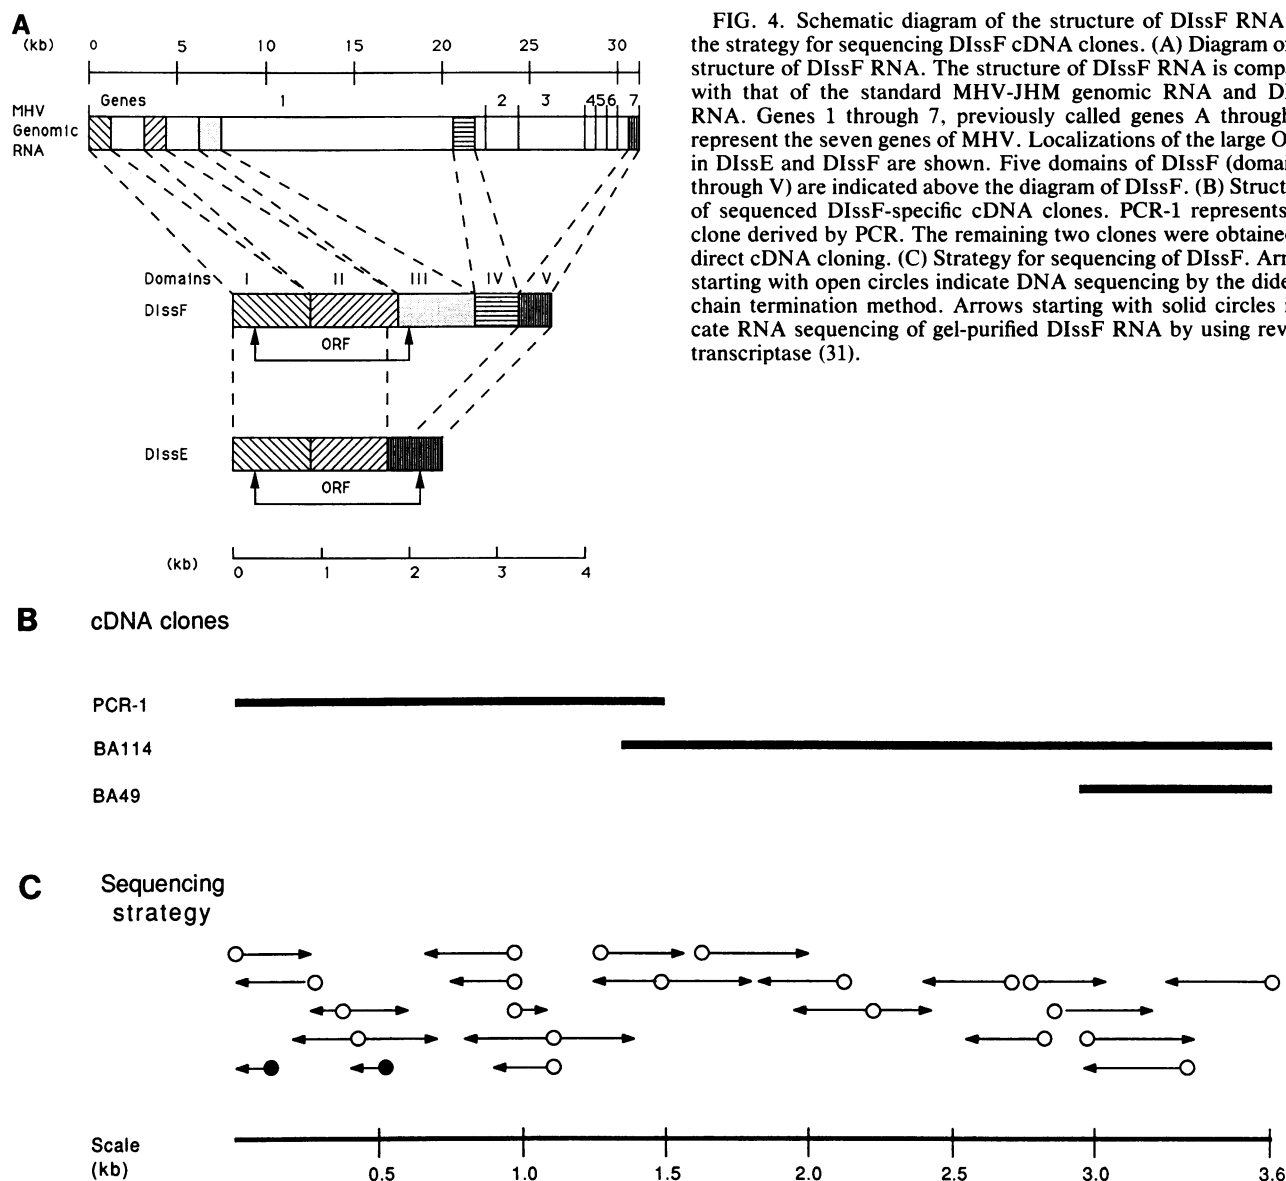 A
(kb) 0 5 10 15 20 25 30
MHV Genomic RNA
Genes 1 2 3 4 5 6 7
Domains I II III IV V
DIssF
ORF
DIssE
ORF
(kb) 0 1 2 3 4
FIG. 4. Schematic diagram of the structure of DIssF RNA
the strategy for sequencing DIssF cDNA clones. (A) Diagram
structure of DIssF RNA. The structure of DIssF RNA is
with that of the standard MHV-JHM genomic RNA and
RNA. Genes 1 through 7, previously called genes A through
represent the seven genes of MHV. Localizations of the large
in DIssE and DIssF are shown. Five domains of DIssF
through V) are indicated above the diagram of DIssF. (B)
of sequenced DIssF-specific cDNA clones. PCR-1 represents
clone derived by PCR. The remaining two clones were
direct cDNA cloning. (C) Strategy for sequencing of DIssF.
starting with open circles indicate DNA sequencing by the
chain termination method. Arrows starting with solid circles
cate RNA sequencing of gel-purified DIssF RNA by using
transcriptase (31).
B cDNA clones
PCR-1
BA114
BA49
C Sequencing
strategy
Scale
(kb) 0.5 1.0 1.5 2.0 2.5 3.0 3.6